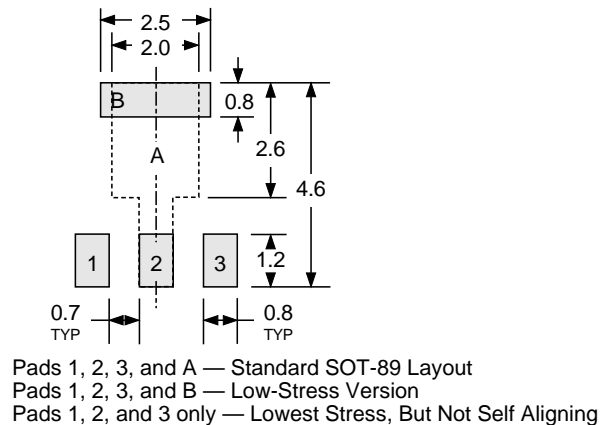 2.5
2.0
B
0.8
A
2.6
4.6
1
2
3
1.2
0.7
TYP
0.8
TYP
Pads 1, 2, 3, and A — Standard SOT-89 Layout
Pads 1, 2, 3, and B — Low-Stress Version
Pads 1, 2, and 3 only — Lowest Stress, But Not Self Aligning